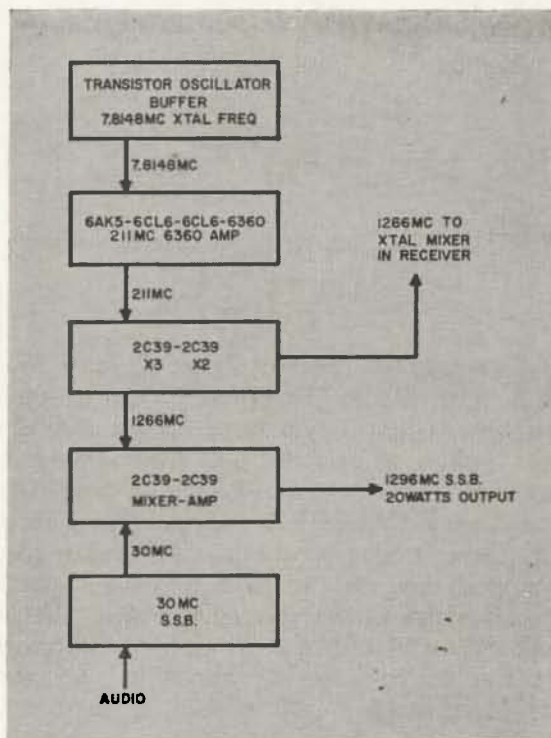 TRANSISTOR OSCILLATOR
BUFFER
7.8148MC XTAL FREQ
7.8148MC
6AK5-6CL6-6CL6-6360
211MC 6360 AMP
211MC
2C39-2C39
X3 X2
1266MC TO
XTAL MIXER
IN RECEIVER
1266MC
2C39-2C39
MIXER-AMP
1296MC S.S.B.
20WATTS OUTPUT
30MC
30MC
S.S.B.
AUDIO